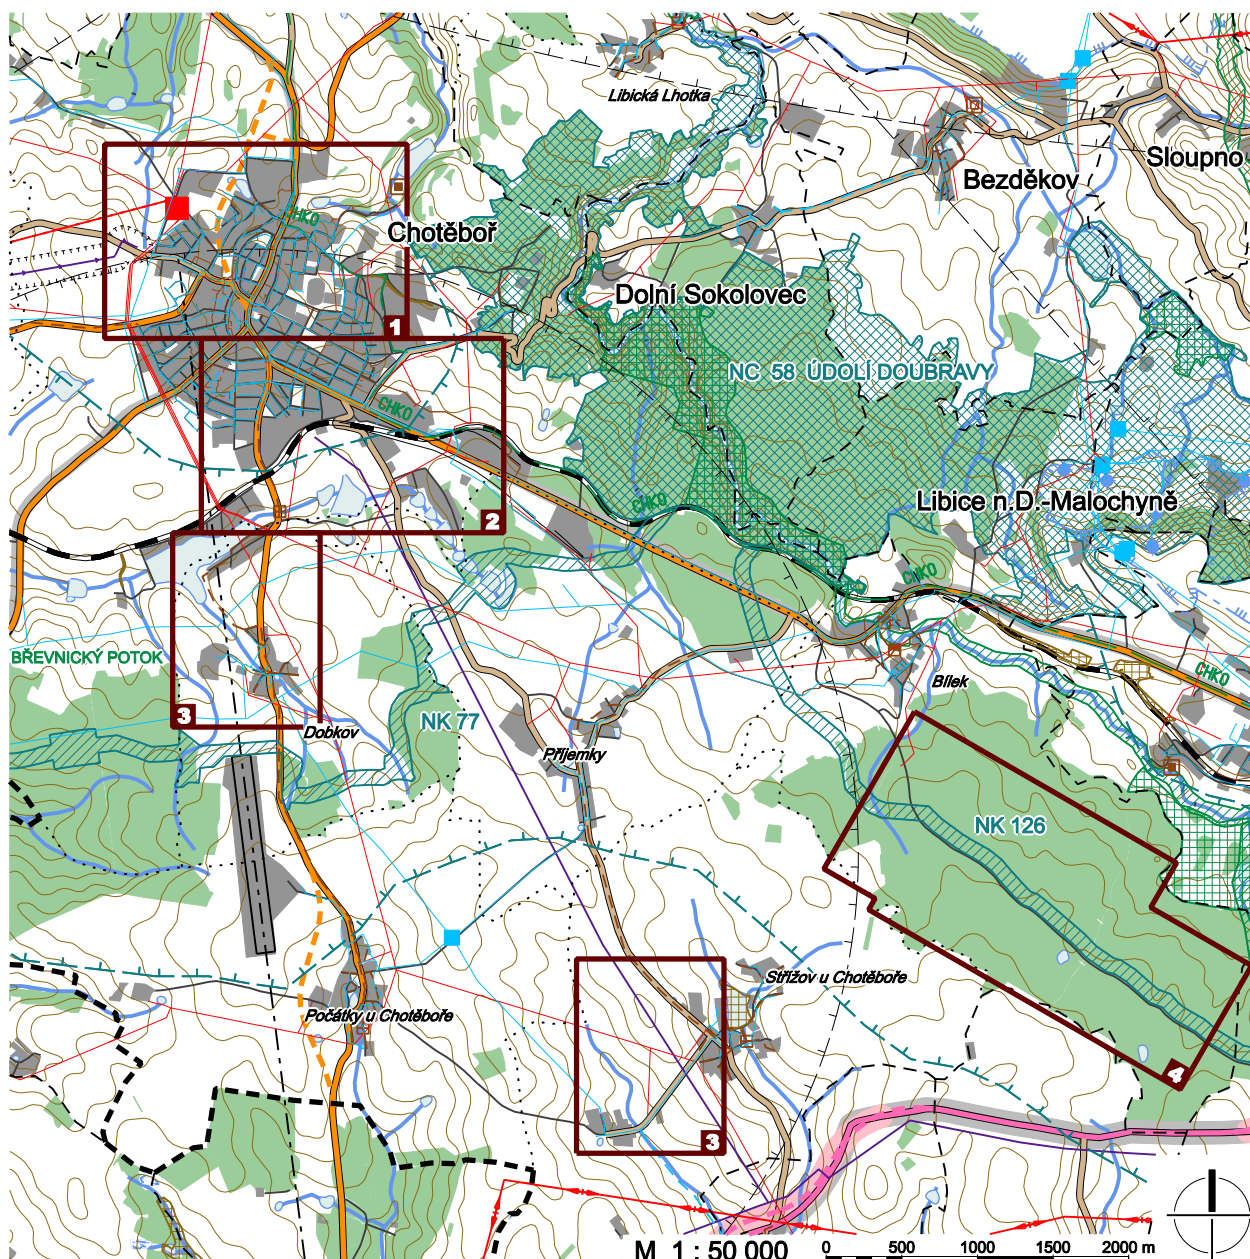 Libická Lhotka
Sloupno
Bezděkov
CHKO
Chotěboř
Dolní Sokolovec
1
NC 58 ÚDOLÍ DOUBRAVY
CHKO
Libice n.D.-Malochyně
CHKO
2
CHKO
BŘEVNICKÝ POTOK
CHKO
Bílek
3
NK 77
Dobkov
Příjemky
NK 126
Střížov u Chotěboře
Počátky u Chotěboře
4
3
M 1 : 50 000
0 500 1000 1500 2000 m